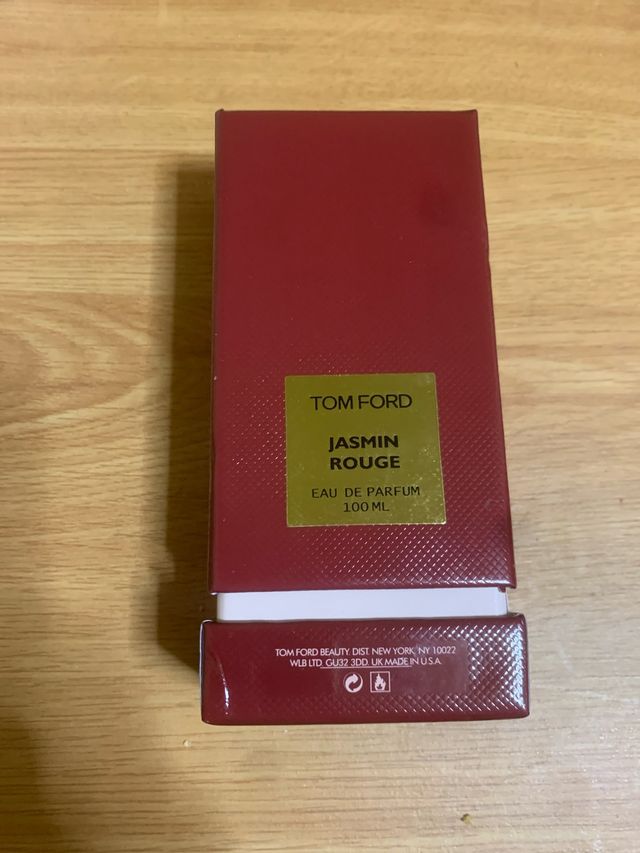 TOM FORD
JASMIN
ROUGE
EAU DE PARFUM
100 ML
TOM FORD BEAUTY, DIST. NEW YORK, NY 10022
WLB LTD, GU32 3DD, UK MADE IN U.S.A.